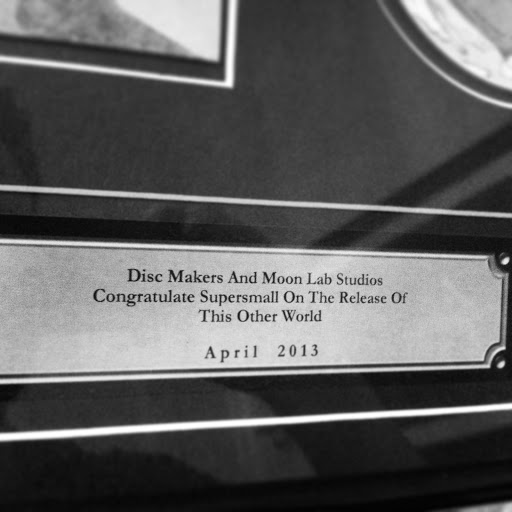 Disc Makers And Moon Lab Studios
Congratulate Supersmall On The Release Of
This Other World
April 2013